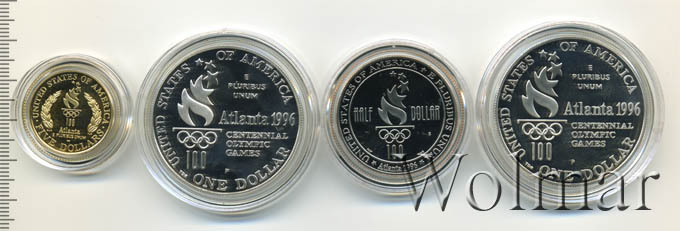 UNITED STATES OF AMERICA
Atlanta
FIVE DOLLARS
UNITED STATES OF AMERICA
E
PLURIBUS
UNUM
Atlanta 1996
CENTENNIAL
OLYMPIC
GAMES
100
P
ONE DOLLAR
UNITED STATES OF AMERICA
E PLURIBUS UNUM
HALF DOLLAR
100
Atlanta 1996
UNITED STATES OF AMERICA
E
PLURIBUS
UNUM
Atlanta 1996
CENTENNIAL
OLYMPIC
GAMES
100
P
ONE DOLLAR
Wolmar